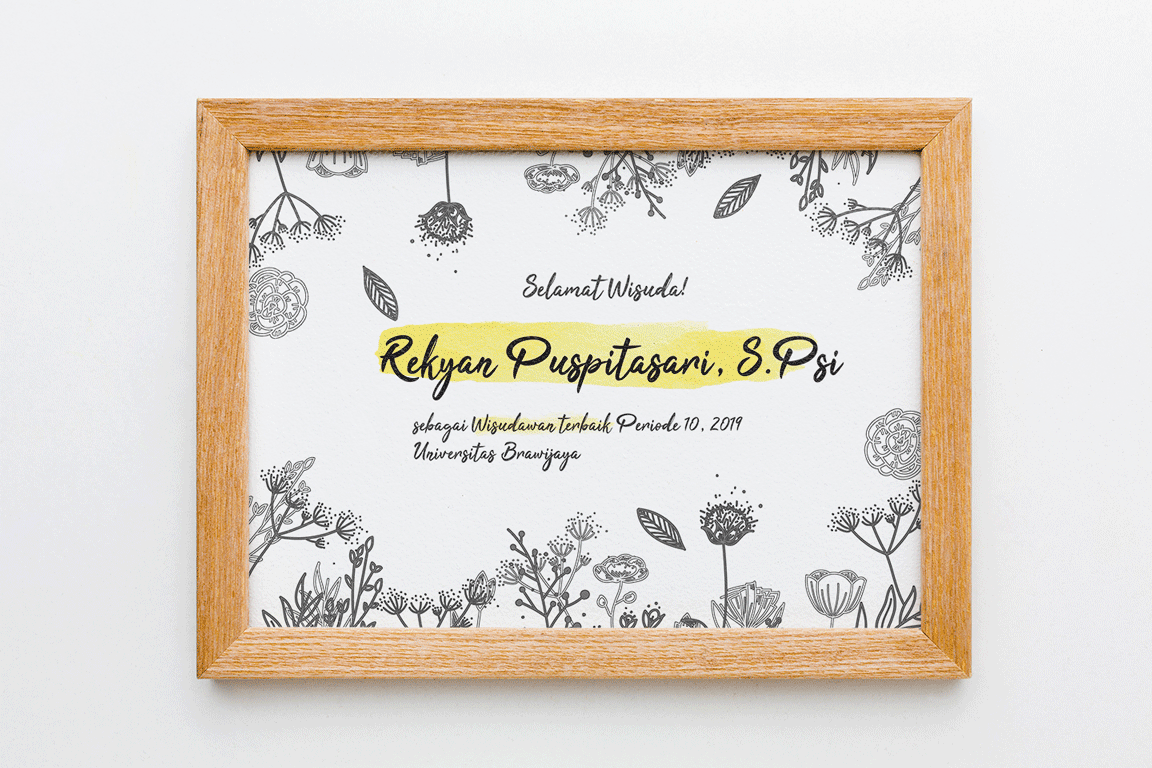 Selamat Wisuda!
Rekyan Puspitasari, S.Psi
sebagai Wisudawan terbaik Periode 10, 2019
Universitas Brawijaya